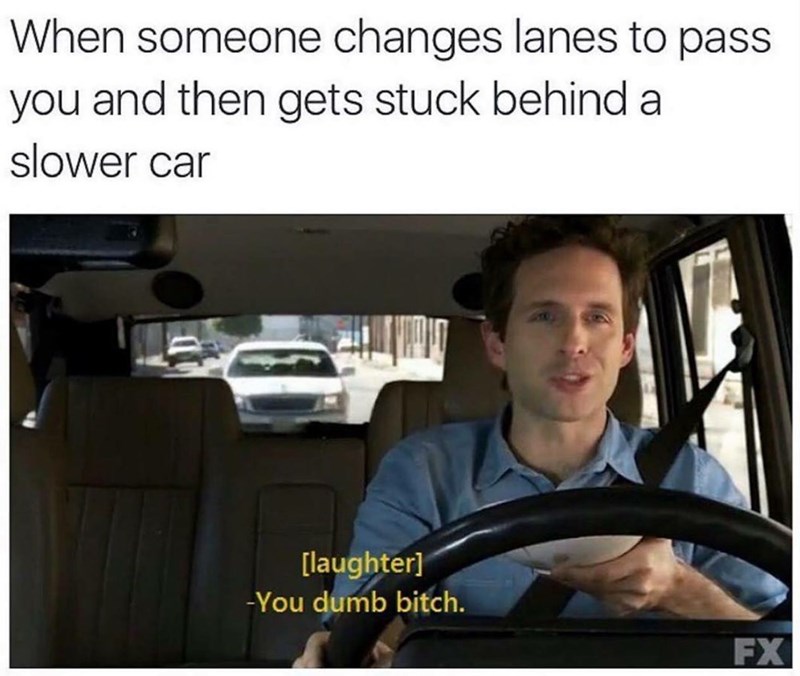 When someone changes lanes to pass
you and then gets stuck behind a
slower car
[laughter]
-You dumb bitch.
FX